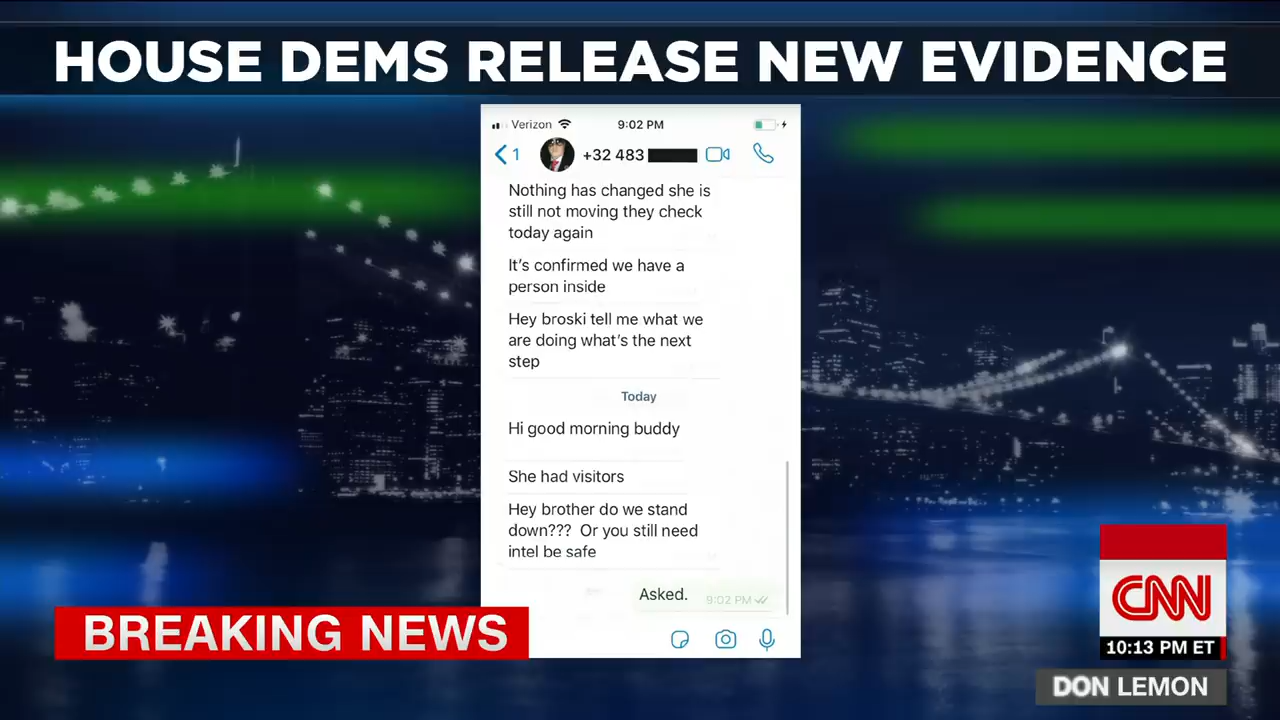 HOUSE DEMS RELEASE NEW EVIDENCE
Verizon 9:02 PM
1 +32 483
Nothing has changed she is
still not moving they check
today again
It's confirmed we have a
person inside
Hey broski tell me what we
are doing what's the next
step
Today
Hi good morning buddy
She had visitors
Hey brother do we stand
down??? Or you still need
intel be safe
Asked. 9:02 PM
BREAKING NEWS
CNN
10:13 PM ET
DON LEMON